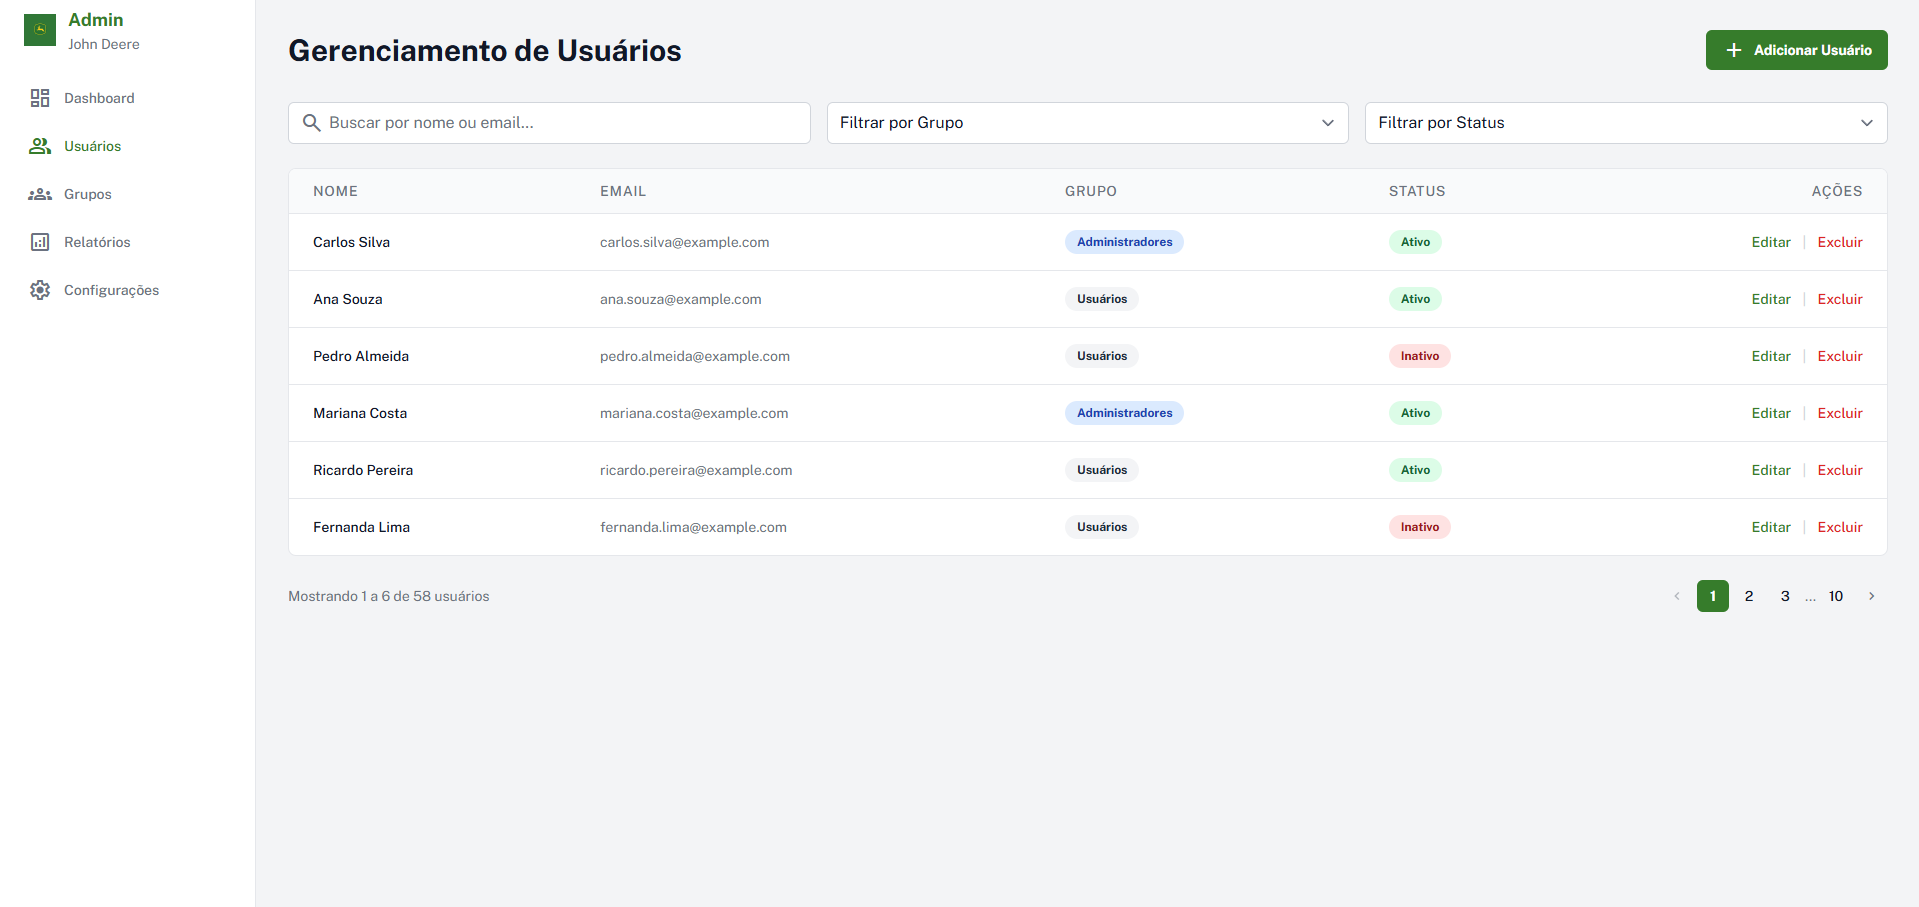 Admin
John Deere
Dashboard
Usuários
Grupos
Relatórios
Configurações
Gerenciamento de Usuários
Adicionar Usuário
Buscar por nome ou email...
Filtrar por Grupo
Filtrar por Status
NOME EMAIL GRUPO STATUS AÇÕES
Carlos Silva carlos.silva@example.com Administradores Ativo Editar | Excluir
Ana Souza ana.souza@example.com Usuários Ativo Editar | Excluir
Pedro Almeida pedro.almeida@example.com Usuários Inativo Editar | Excluir
Mariana Costa mariana.costa@example.com Administradores Ativo Editar | Excluir
Ricardo Pereira ricardo.pereira@example.com Usuários Ativo Editar | Excluir
Fernanda Lima fernanda.lima@example.com Usuários Inativo Editar | Excluir
Mostrando 1 a 6 de 58 usuários
1 2 3 ... 10